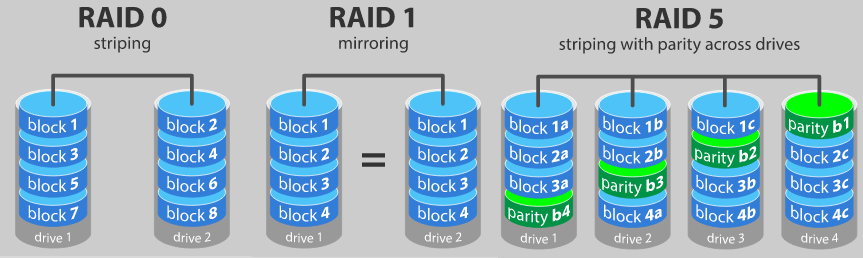 RAID 0
striping
block 1
block 3
block 5
block 7
drive 1
block 2
block 4
block 6
block 8
drive 2
RAID 1
mirroring
block 1
block 2
block 3
block 4
drive 1
=
block 1
block 2
block 3
block 4
drive 2
RAID 5
striping with parity across drives
block 1a
block 2a
block 3a
parity b4
drive 1
block 1b
block 2b
parity b3
block 4a
drive 2
block 1c
parity b2
block 3b
block 4b
drive 3
parity b1
block 2c
block 3c
block 4c
drive 4